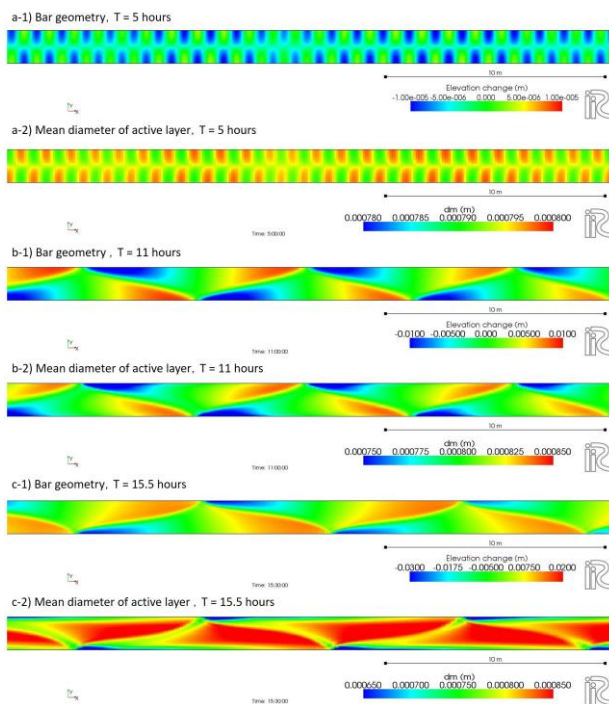 a-1) Bar geometry, T = 5 hours
10 m
Elevation change (m)
-1.00e-005 -5.00e-006 0.000 5.00e-006 1.00e-005
a-2) Mean diameter of active layer, T = 5 hours
10 m
dm (m)
0.000780 0.000785 0.000790 0.000795 0.000800
Time: 5:00:00
b-1) Bar geometry , T = 11 hours
10 m
Elevation change (m)
-0.0100 -0.00500 0.000 0.00500 0.0100
Time: 11:00:00
b-2) Mean diameter of active layer, T = 11 hours
10 m
dm (m)
0.000750 0.000775 0.000800 0.000825 0.000850
Time: 11:00:00
c-1) Bar geometry, T = 15.5 hours
10 m
Elevation change (m)
-0.0300 -0.0175 -0.00500 0.00750 0.0200
Time: 15:30:00
c-2) Mean diameter of active layer , T = 15.5 hours
10 m
dm (m)
0.000650 0.000700 0.000750 0.000800 0.000850
Time: 15:30:00